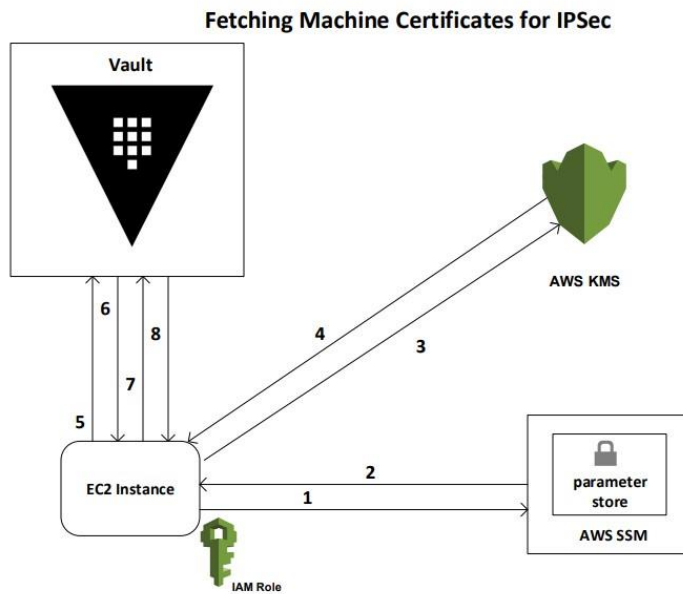 Fetching Machine Certificates for IPSec
Vault
AWS KMS
6
8
4
3
7
5
EC2 Instance
2
1
parameter
store
AWS SSM
IAM Role